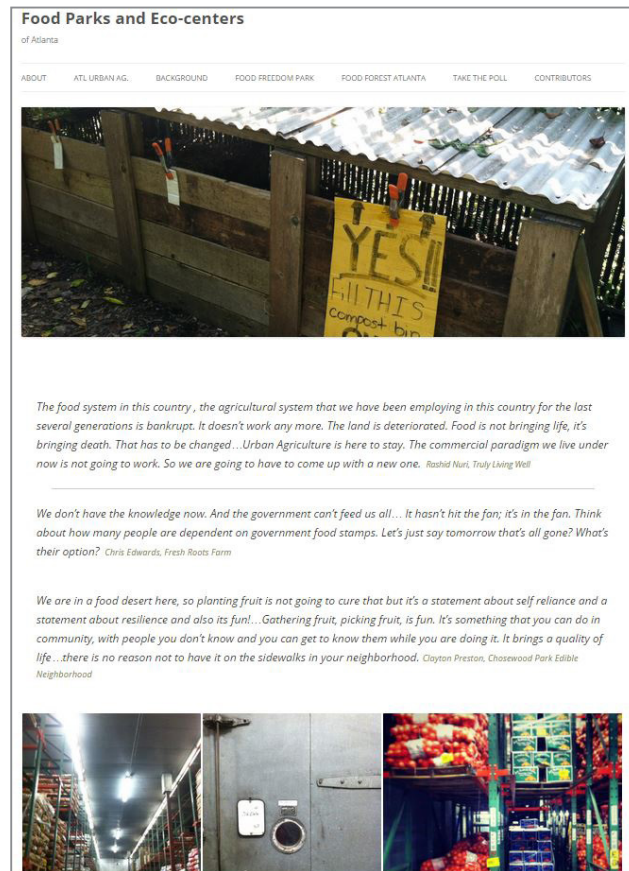 Food Parks and Eco-centers
of Atlanta
ABOUT ATL URBAN AG. BACKGROUND FOOD FREEDOM PARK FOOD FOREST ATLANTA TAKE THE POLL CONTRIBUTORS
YES!!
Fill THIS
compost bin
The food system in this country , the agricultural system that we have been employing in this country for the last
several generations is bankrupt. It doesn't work any more. The land is deteriorated. Food is not bringing life, it's
bringing death. That has to be changed…Urban Agriculture is here to stay. The commercial paradigm we live under
now is not going to work. So we are going to have to come up with a new one. Rashid Nuri, Truly Living Well
We don't have the knowledge now. And the government can't feed us all… It hasn't hit the fan; it's in the fan. Think
about how many people are dependent on government food stamps. Let's just say tomorrow that's all gone? What's
their option? Chris Edwards, Fresh Roots Farm
We are in a food desert here, so planting fruit is not going to cure that but it's a statement about self reliance and a
statement about resilience and also its fun!…Gathering fruit, picking fruit, is fun. It's something that you can do in
community, with people you don't know and you can get to know them while you are doing it. It brings a quality of
life…there is no reason not to have it on the sidewalks in your neighborhood. Clayton Preston, Chosewood Park Edible
Neighborhood